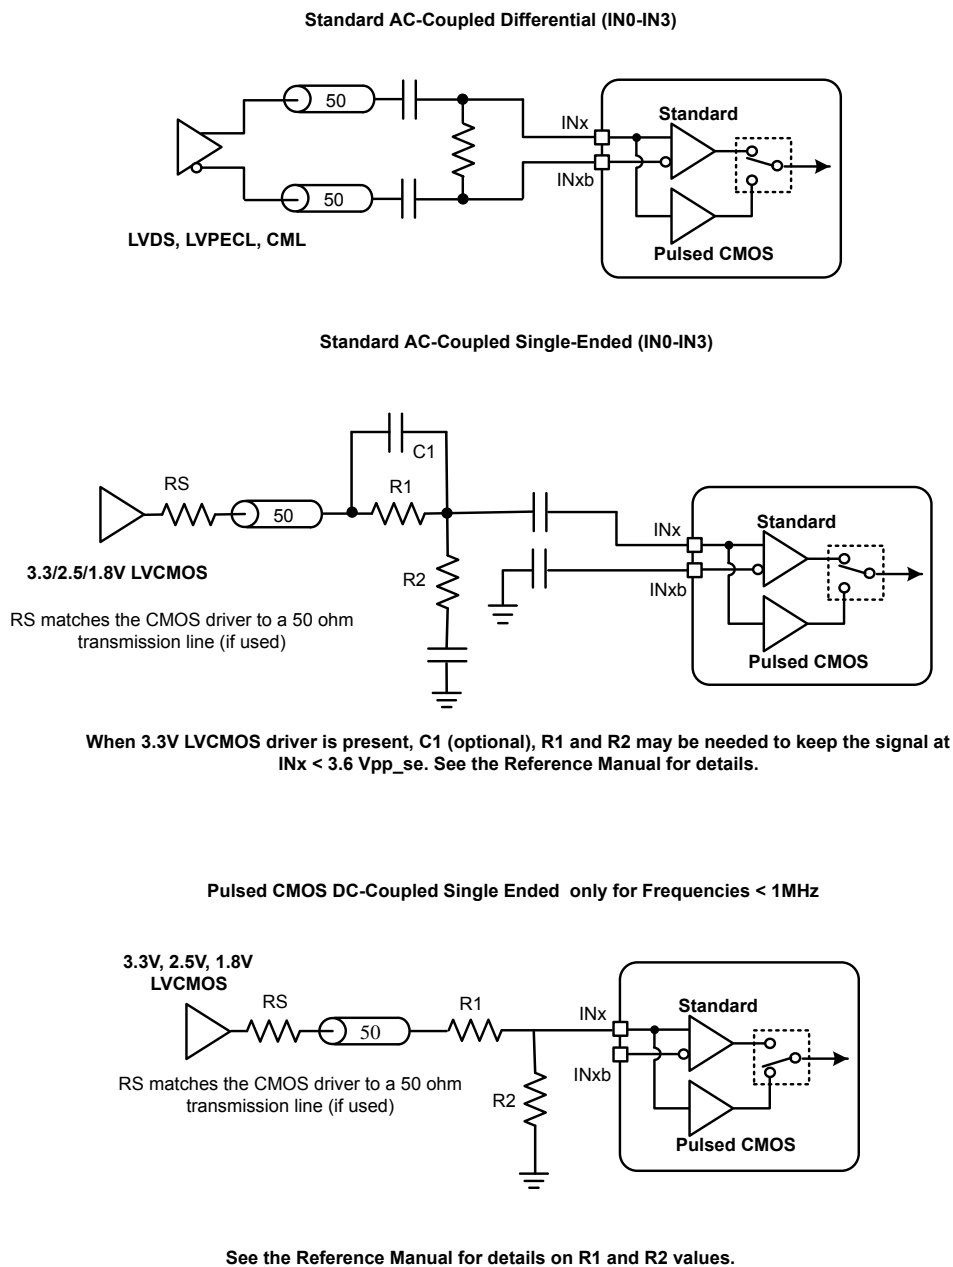 Standard AC-Coupled Differential (IN0-IN3)
50
INx
Standard
50
INxb
LVDS, LVPECL, CML
Pulsed CMOS
Standard AC-Coupled Single-Ended (IN0-IN3)
C1
RS
R1
50
INx
Standard
3.3/2.5/1.8V LVCMOS
R2
INxb
RS matches the CMOS driver to a 50 ohm
transmission line (if used)
Pulsed CMOS
When 3.3V LVCMOS driver is present, C1 (optional), R1 and R2 may be needed to keep the signal at
INx < 3.6 Vpp_se. See the Reference Manual for details.
Pulsed CMOS DC-Coupled Single Ended only for Frequencies < 1MHz
3.3V, 2.5V, 1.8V
LVCMOS
RS
R1
50
INx
Standard
INxb
RS matches the CMOS driver to a 50 ohm
transmission line (if used)
R2
Pulsed CMOS
See the Reference Manual for details on R1 and R2 values.